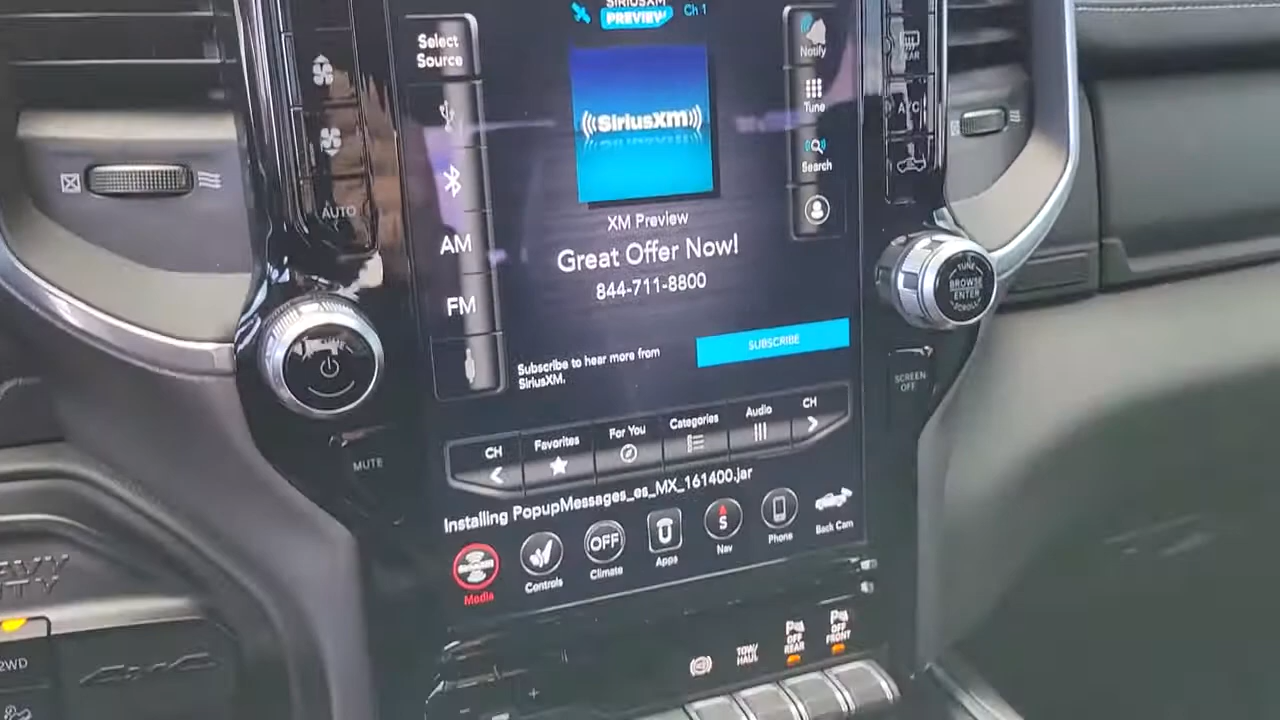 SIRIUSXM
PREVIEW
Ch 1
Select
Source
Notify
Tune
Search
AM
FM
((SiriusXM))
XM Preview
Great Offer Now!
844-711-8800
Subscribe to hear more from
SiriusXM.
SUBSCRIBE
CH
Favorites
For You
Categories
Audio
CH
Installing PopupMessages_es_MX_161400.jar
Media
Controls
OFF
Climate
Apps
S
Nav
Phone
Back Cam
AUTO
MUTE
REAR
A/C
TUNE
BROWSE
ENTER
SCROLL
SCREEN
OFF
TOW/
HAUL
P
OFF
REAR
P
OFF
FRONT
2WD